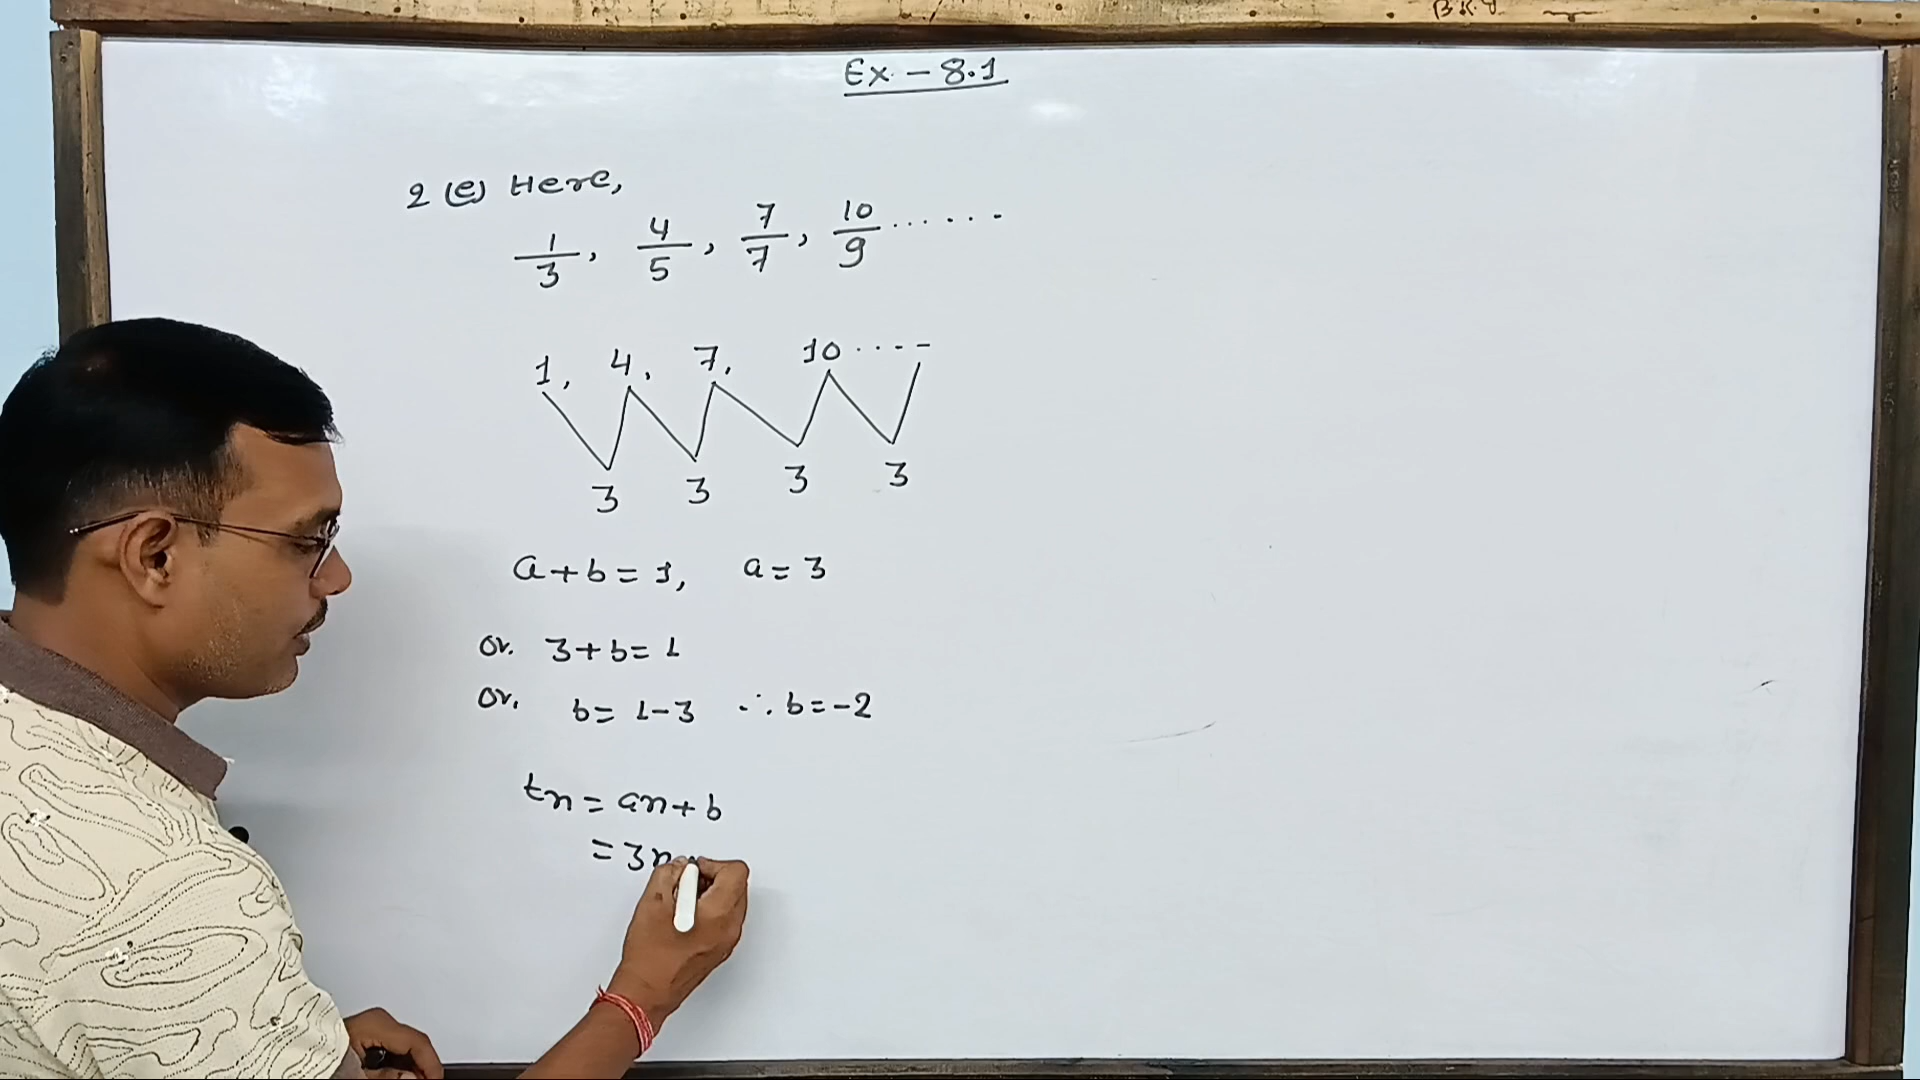 B.K.Y
Ex. - 8.1
2 (e) Here,
1/3, 4/5, 7/7, 10/9 ......
1, 4, 7, 10 ....
3 3 3 3
a+b = 1, a = 3
or. 3+b = 1
or. b = 1-3 ∴ b = -2
tn = an+b
= 3n